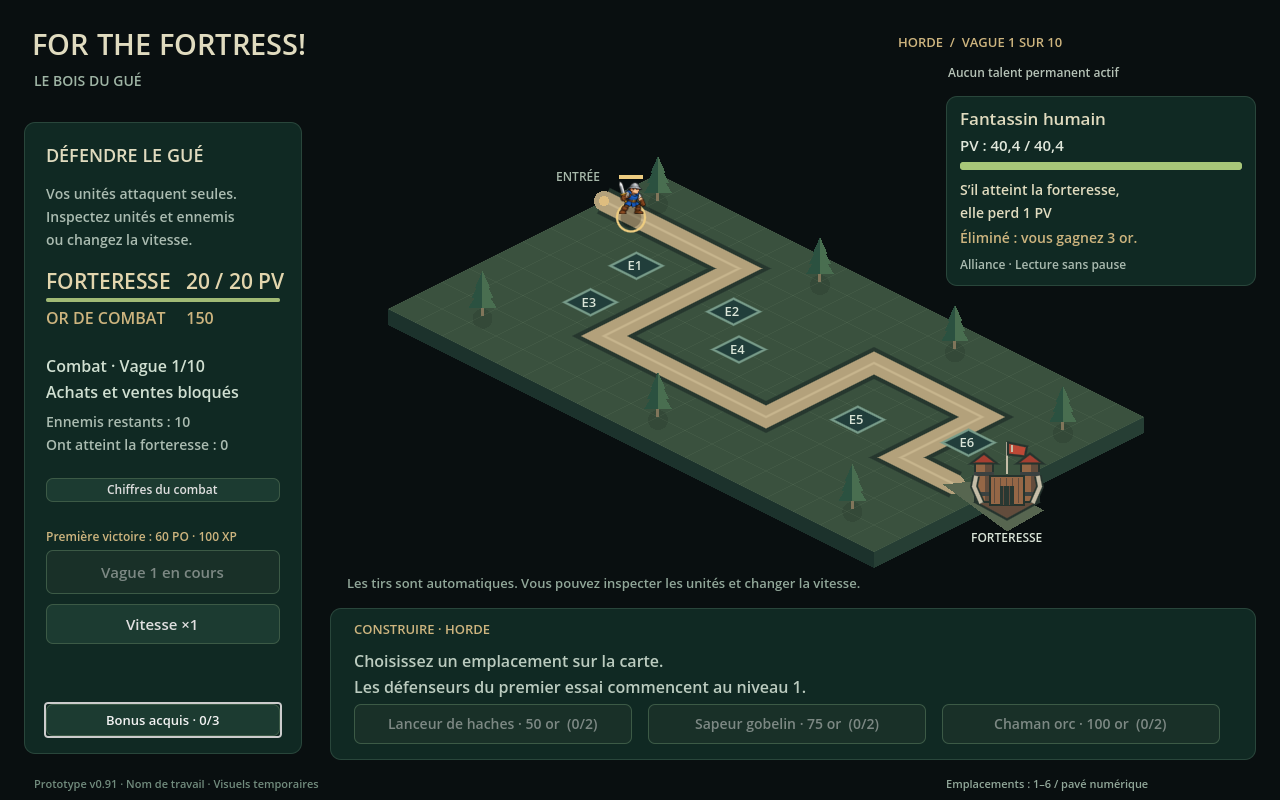 FOR THE FORTRESS!
LE BOIS DU GUÉ
HORDE / VAGUE 1 SUR 10
Aucun talent permanent actif
Fantassin humain
PV : 40,4 / 40,4
S’il atteint la forteresse,
elle perd 1 PV
Éliminé : vous gagnez 3 or.
Alliance · Lecture sans pause
DÉFENDRE LE GUÉ
Vos unités attaquent seules.
Inspectez unités et ennemis
ou changez la vitesse.
FORTERESSE 20 / 20 PV
OR DE COMBAT 150
Combat · Vague 1/10
Achats et ventes bloqués
Ennemis restants : 10
Ont atteint la forteresse : 0
Chiffres du combat
Première victoire : 60 PO · 100 XP
Vague 1 en cours
Vitesse ×1
Bonus acquis · 0/3
ENTRÉE
E1
E3
E2
E4
E5
E6
FORTERESSE
Les tirs sont automatiques. Vous pouvez inspecter les unités et changer la vitesse.
CONSTRUIRE · HORDE
Choisissez un emplacement sur la carte.
Les défenseurs du premier essai commencent au niveau 1.
Lanceur de haches · 50 or (0/2)
Sapeur gobelin · 75 or (0/2)
Chaman orc · 100 or (0/2)
Prototype v0.91 · Nom de travail · Visuels temporaires
Emplacements : 1–6 / pavé numérique